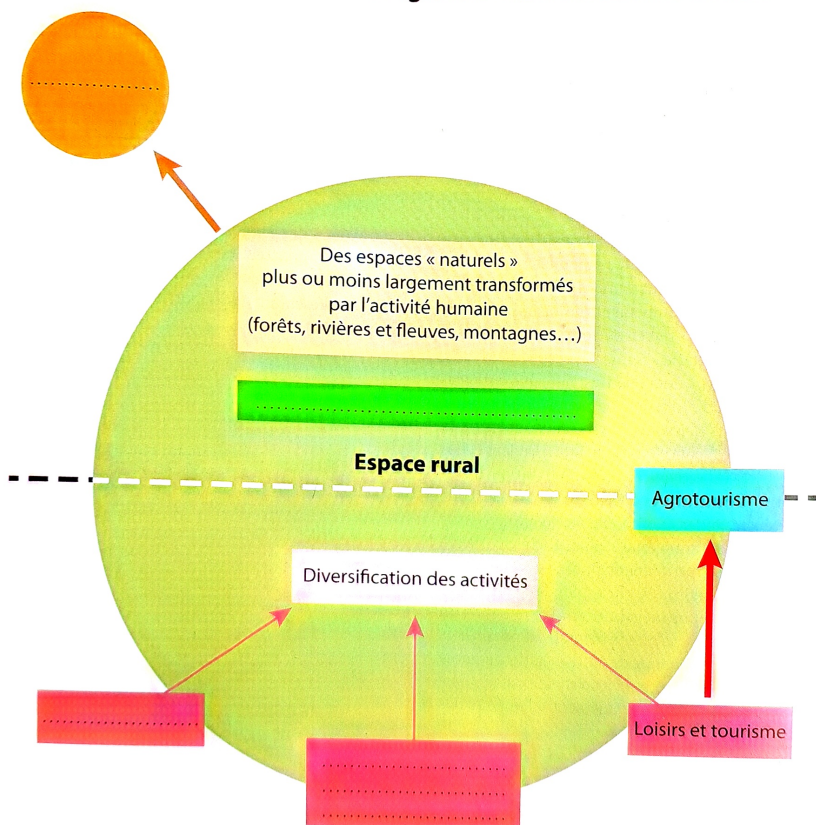 Des espaces « naturels »
plus ou moins largement transformés
par l'activité humaine
(forêts, rivières et fleuves, montagnes…)
Espace rural
Agrotourisme
Diversification des activités
Loisirs et tourisme